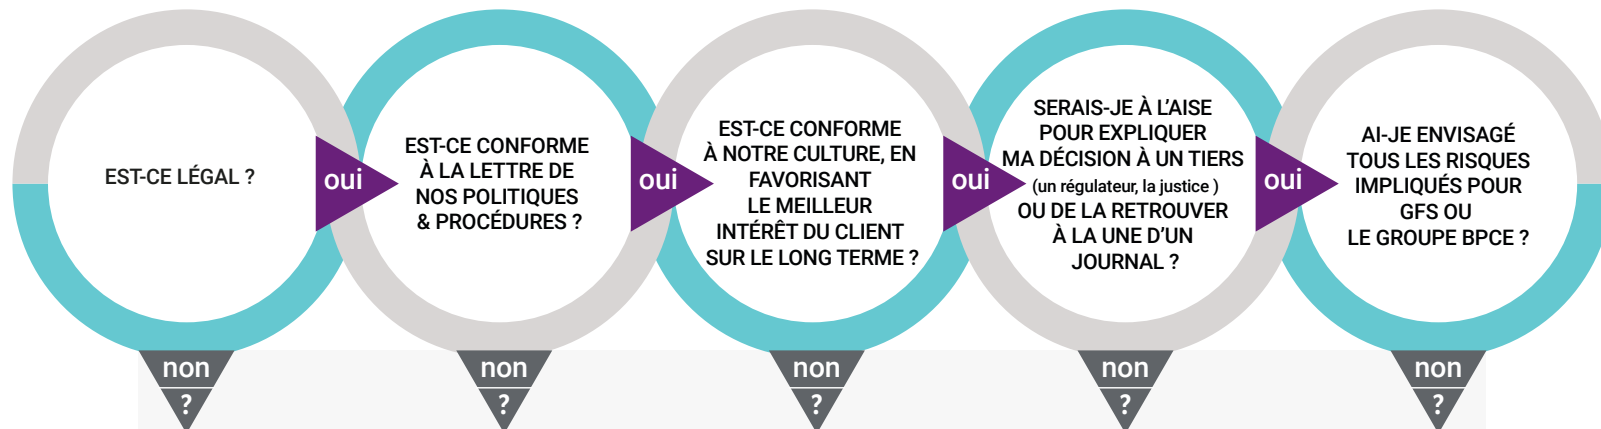 EST-CE LÉGAL ?
oui
EST-CE CONFORME
À LA LETTRE DE
NOS POLITIQUES
& PROCÉDURES ?
oui
EST-CE CONFORME
À NOTRE CULTURE, EN
FAVORISANT
LE MEILLEUR
INTÉRÊT DU CLIENT
SUR LE LONG TERME ?
oui
SERAIS-JE À L’AISE
POUR EXPLIQUER
MA DÉCISION À UN TIERS
(un régulateur, la justice )
OU DE LA RETROUVER
À LA UNE D’UN
JOURNAL ?
oui
AI-JE ENVISAGÉ
TOUS LES RISQUES
IMPLIQUÉS POUR
GFS OU
LE GROUPE BPCE ?
non
?
non
?
non
?
non
?
non
?